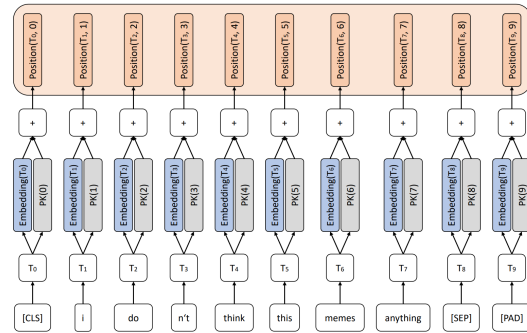 Position(T₀, 0) Position(T₁, 1) Position(T₂, 2) Position(T₃, 3) Position(T₄, 4) Position(T₅, 5) Position(T₆, 6) Position(T₇, 7) Position(T₈, 8) Position(T₉, 9)
+ + + + + + + + + +
Embedding(T₀) PK(0) Embedding(T₁) PK(1) Embedding(T₂) PK(2) Embedding(T₃) PK(3) Embedding(T₄) PK(4) Embedding(T₅) PK(5) Embedding(T₆) PK(6) Embedding(T₇) PK(7) Embedding(T₈) PK(8) Embedding(T₉) PK(9)
T₀ T₁ T₂ T₃ T₄ T₅ T₆ T₇ T₈ T₉
[CLS] i do n't think this memes anything [SEP] [PAD]